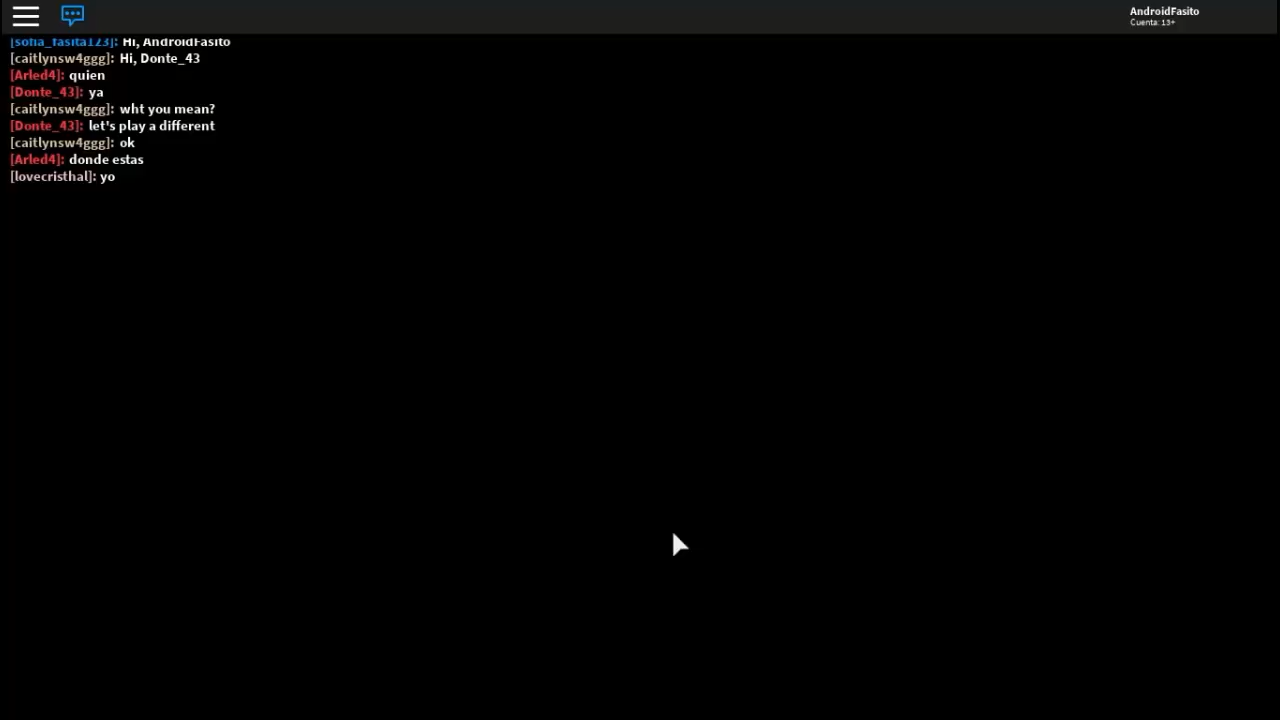 AndroidFasito
Cuenta: 13+
[sofia_fasita123]: Hi, AndroidFasito
[caitlynsw4ggg]: Hi, Donte_43
[Arled4]: quien
[Donte_43]: ya
[caitlynsw4ggg]: wht you mean?
[Donte_43]: let's play a different
[caitlynsw4ggg]: ok
[Arled4]: donde estas
[lovecristhal]: yo